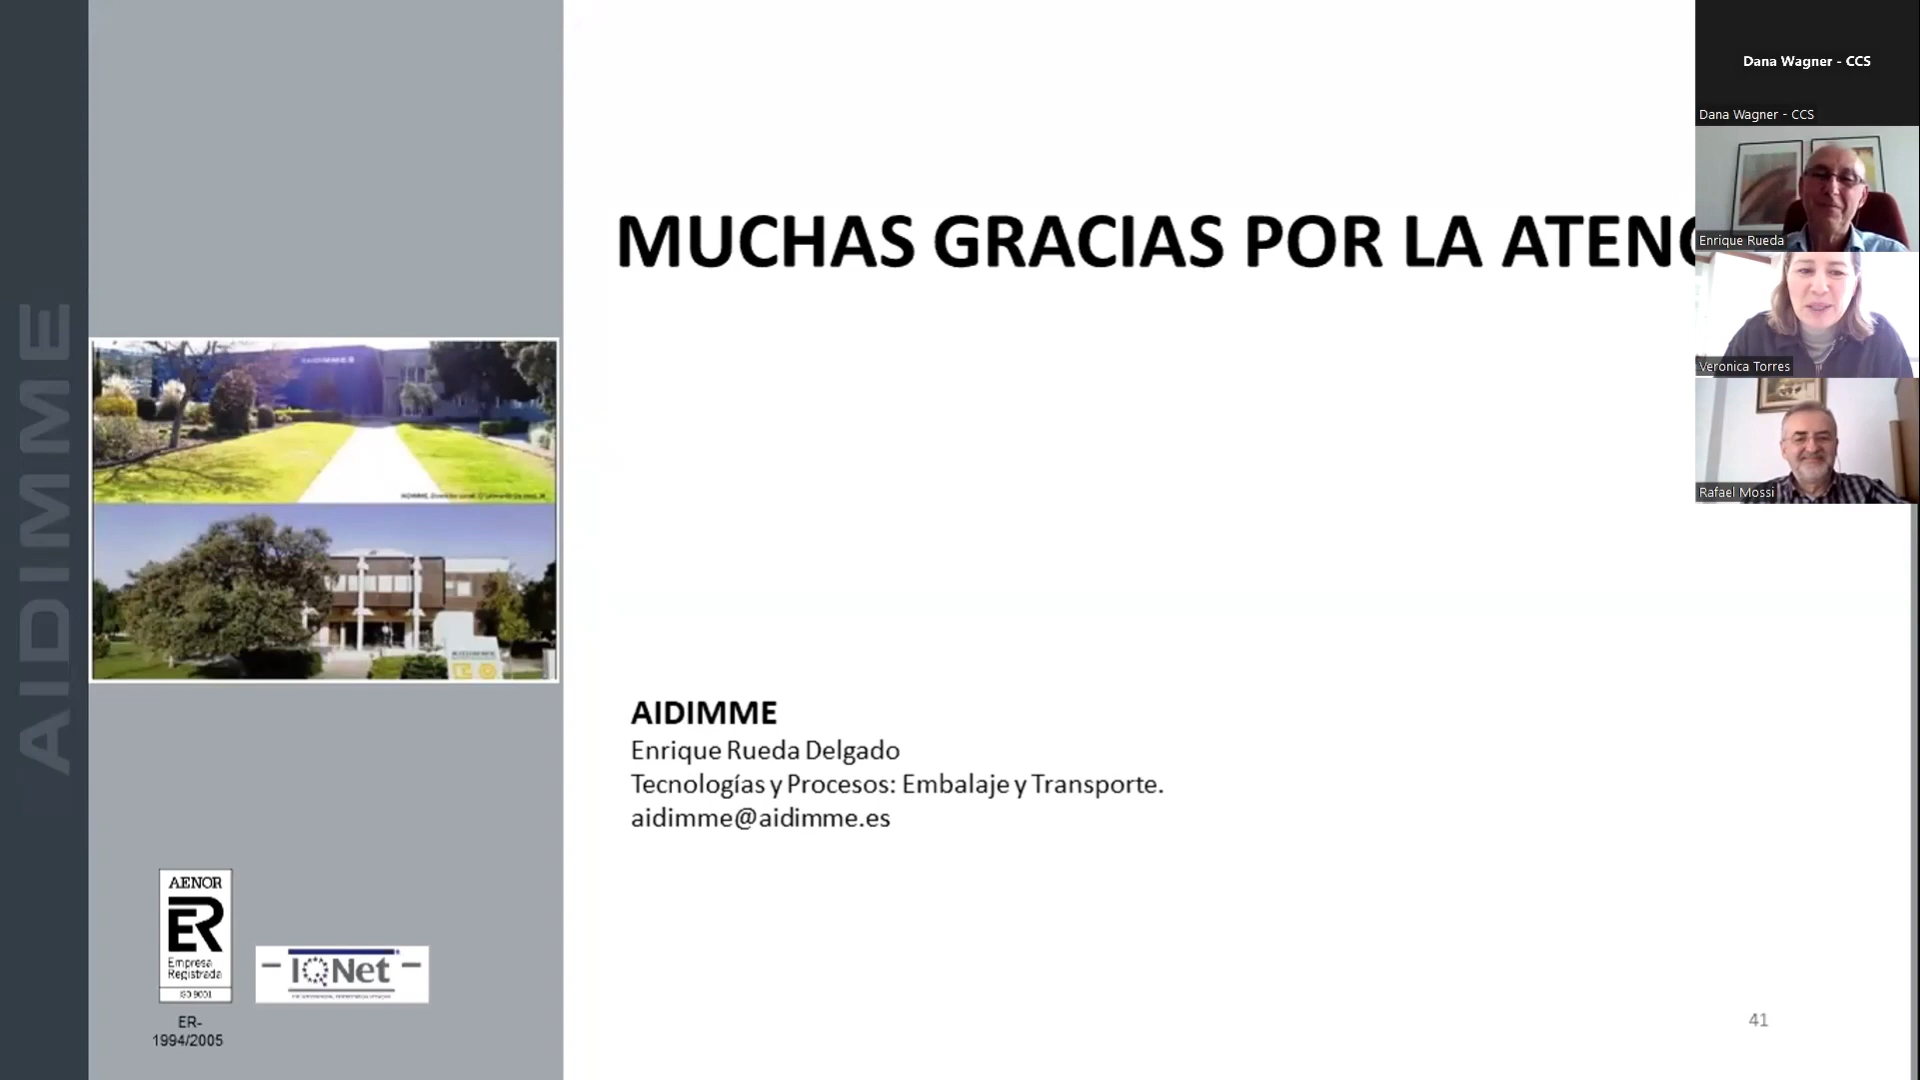 AIDIMME
MUCHAS GRACIAS POR LA ATENC
AIDIMME
Enrique Rueda Delgado
Tecnologías y Procesos: Embalaje y Transporte.
aidimme@aidimme.es
AENOR
ER
Empresa
Registrada
ISO 9001
IQNet
ER-
1994/2005
41
Dana Wagner - CCS
Dana Wagner - CCS
Enrique Rueda
Veronica Torres
Rafael Mossi